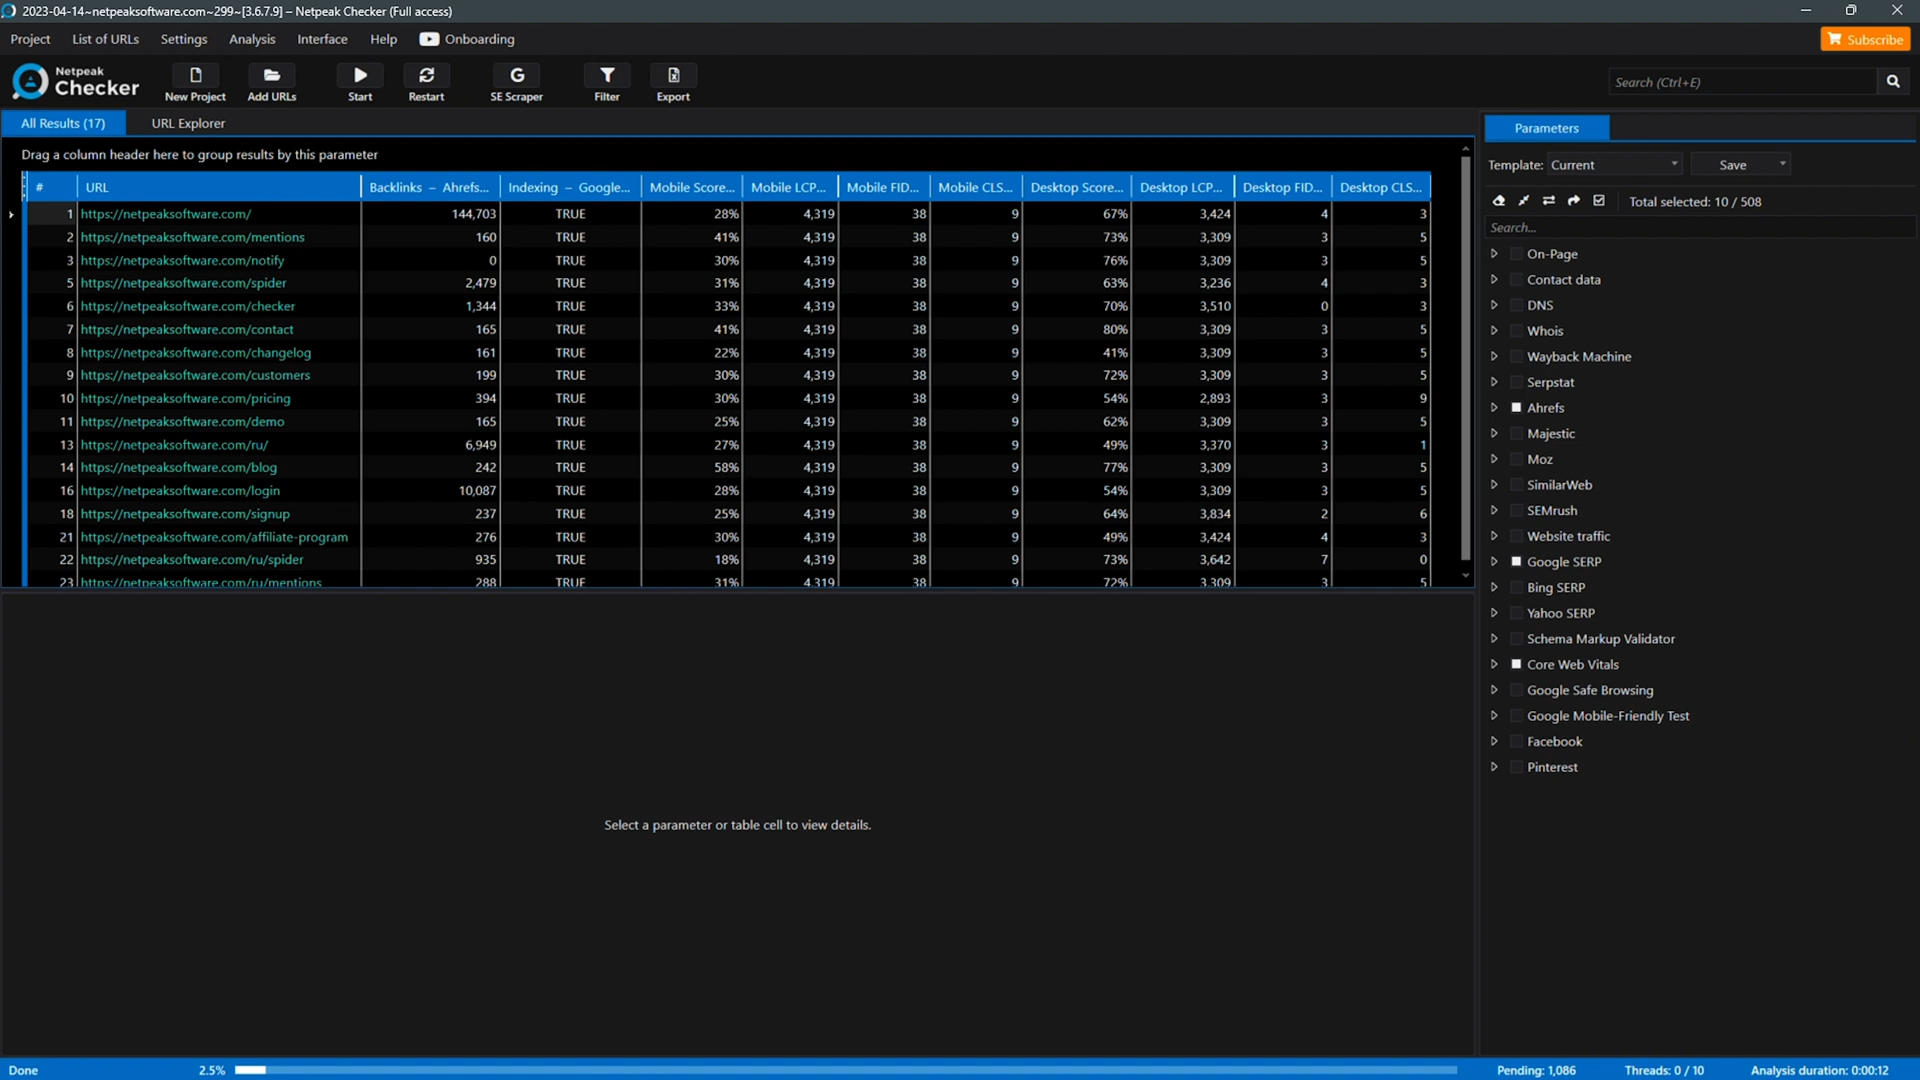 2023-04-14~netpeaksoftware.com~299~[3.6.7.9] – Netpeak Checker (Full access)
Project List of URLs Settings Analysis Interface Help Onboarding Subscribe
Netpeak Checker
New Project Add URLs Start Restart SE Scraper Filter Export Search (Ctrl+E)
All Results (17) URL Explorer
Drag a column header here to group results by this parameter
# URL Backlinks – Ahrefs... Indexing – Google... Mobile Score... Mobile LCP... Mobile FID... Mobile CLS... Desktop Score... Desktop LCP... Desktop FID... Desktop CLS...
1 https://netpeaksoftware.com/ 144,703 TRUE 28% 4,319 38 9 67% 3,424 4 3
2 https://netpeaksoftware.com/mentions 160 TRUE 41% 4,319 38 9 73% 3,309 3 5
3 https://netpeaksoftware.com/notify 0 TRUE 30% 4,319 38 9 76% 3,309 3 5
5 https://netpeaksoftware.com/spider 2,479 TRUE 31% 4,319 38 9 63% 3,236 4 3
6 https://netpeaksoftware.com/checker 1,344 TRUE 33% 4,319 38 9 70% 3,510 0 3
7 https://netpeaksoftware.com/contact 165 TRUE 41% 4,319 38 9 80% 3,309 3 5
8 https://netpeaksoftware.com/changelog 161 TRUE 22% 4,319 38 9 41% 3,309 3 5
9 https://netpeaksoftware.com/customers 199 TRUE 30% 4,319 38 9 72% 3,309 3 5
10 https://netpeaksoftware.com/pricing 394 TRUE 30% 4,319 38 9 54% 2,893 3 9
11 https://netpeaksoftware.com/demo 165 TRUE 25% 4,319 38 9 62% 3,309 3 5
13 https://netpeaksoftware.com/ru/ 6,949 TRUE 27% 4,319 38 9 49% 3,370 3 1
14 https://netpeaksoftware.com/blog 242 TRUE 58% 4,319 38 9 77% 3,309 3 5
16 https://netpeaksoftware.com/login 10,087 TRUE 28% 4,319 38 9 54% 3,309 3 5
18 https://netpeaksoftware.com/signup 237 TRUE 25% 4,319 38 9 64% 3,834 2 6
21 https://netpeaksoftware.com/affiliate-program 276 TRUE 30% 4,319 38 9 49% 3,424 4 3
22 https://netpeaksoftware.com/ru/spider 935 TRUE 18% 4,319 38 9 73% 3,642 7 0
23 https://netpeaksoftware.com/ru/mentions 288 TRUE 31% 4,319 38 9 72% 3,309 3 5
Select a parameter or table cell to view details.
Parameters
Template: Current Save
Total selected: 10 / 508
Search...
On-Page
Contact data
DNS
Whois
Wayback Machine
Serpstat
Ahrefs
Majestic
Moz
SimilarWeb
SEMrush
Website traffic
Google SERP
Bing SERP
Yahoo SERP
Schema Markup Validator
Core Web Vitals
Google Safe Browsing
Google Mobile-Friendly Test
Facebook
Pinterest
Done 2.5% Pending: 1,086 Threads: 0 / 10 Analysis duration: 0:00:12